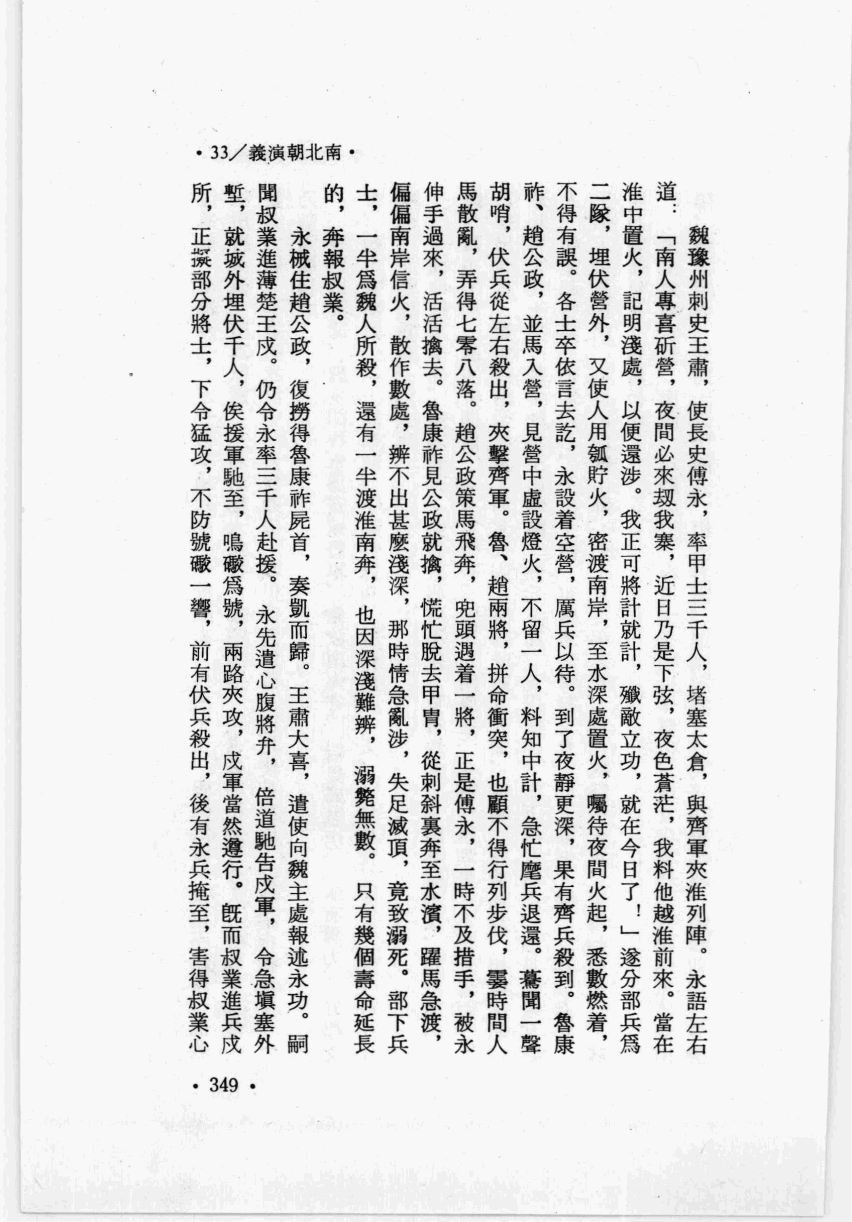 •33/南北朝演義•
魏豫州刺史王肅，使長史傅永，率甲士三千人，堵塞太倉，與齊軍夾淮列陣。永語左右
道：「南人專喜斫營，夜間必來刼我寨，近日乃是下弦，夜色蒼茫，我料他越淮前來。當在
淮中置火，記明淺處，以便還涉。我正可將計就計，殲敵立功，就在今日了！」遂分部兵爲
二隊，埋伏營外，又使人用瓠貯火，密渡南岸，至水深處置火，囑待夜間火起，悉數燃着，
不得有誤。各士卒依言去訖，永設着空營，厲兵以待。到了夜靜更深，果有齊兵殺到。魯康
祚、趙公政，並馬入營，見營中虛設燈火，不留一人，料知中計，急忙麾兵退還。驀聞一聲
胡哨，伏兵從左右殺出，夾擊齊軍。魯、趙兩將，拼命衝突，也顧不得行列步伐，霎時間人
馬散亂，弄得七零八落。趙公政策馬飛奔，兜頭遇着一將，正是傅永，一時不及措手，被永
伸手過來，活活擒去。魯康祚見公政就擒，慌忙脫去甲冑，從刺斜裏奔至水濱，躍馬急渡，
偏偏南岸信火，散作數處，辨不出甚麼淺深，那時情急亂涉，失足滅頂，竟致溺死。部下兵
士，一半爲魏人所殺，還有一半渡淮南奔，也因深淺難辨，溺斃無數。只有幾個壽命延長
的，奔報叔業。
永械住趙公政，復撈得魯康祚屍首，奏凱而歸。王肅大喜，遣使向魏主處報述永功。嗣
聞叔業進薄楚王戍。仍令永率三千人赴援。永先遣心腹將弁，倍道馳告戍軍，令急塡塞外
塹，就城外埋伏千人，俟援軍馳至，鳴礮爲號，兩路夾攻，戍軍當然遵行。旣而叔業進兵戍
所，正擬部分將士，下令猛攻，不防號礮一響，前有伏兵殺出，後有永兵掩至，害得叔業心
•349•